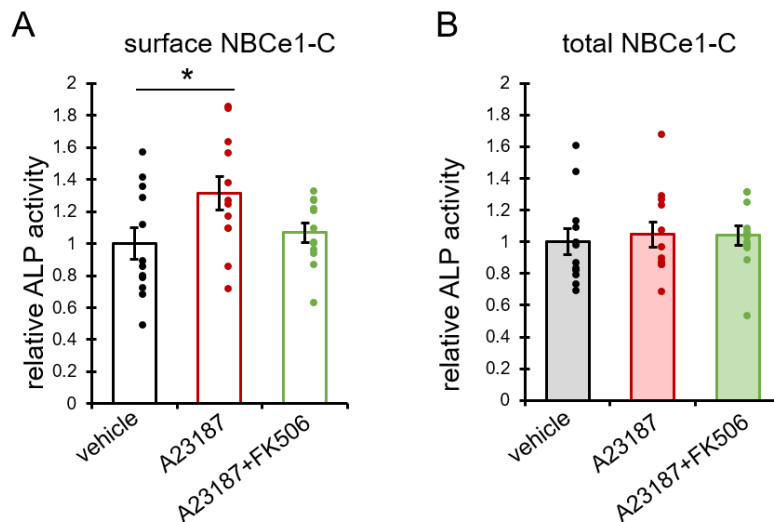 A
surface NBCe1-C
*
relative ALP activity
2
1.8
1.6
1.4
1.2
1
0.8
0.6
0.4
0.2
0
vehicle
A23187
A23187+FK506
B
total NBCe1-C
relative ALP activity
2
1.8
1.6
1.4
1.2
1
0.8
0.6
0.4
0.2
0
vehicle
A23187
A23187+FK506